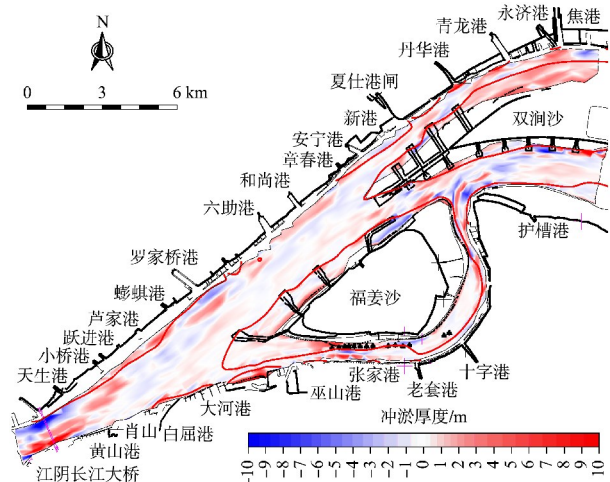 永济港
焦港
青龙港
丹华港
N
0 3 6 km
夏仕港闸
新港
双涧沙
安宁港
章春港
和尚港
六助港
护槽港
罗家桥港
福姜沙
蟛蜞港
芦家港
跃进港
小桥港
天生港
张家港
十字港
老套港
巫山港
大河港
白屈港
肖山
黄山港
江阴长江大桥
冲淤厚度/m
-10 -9 -8 -7 -6 -5 -4 -3 -2 -1 0 1 2 3 4 5 6 7 8 9 10